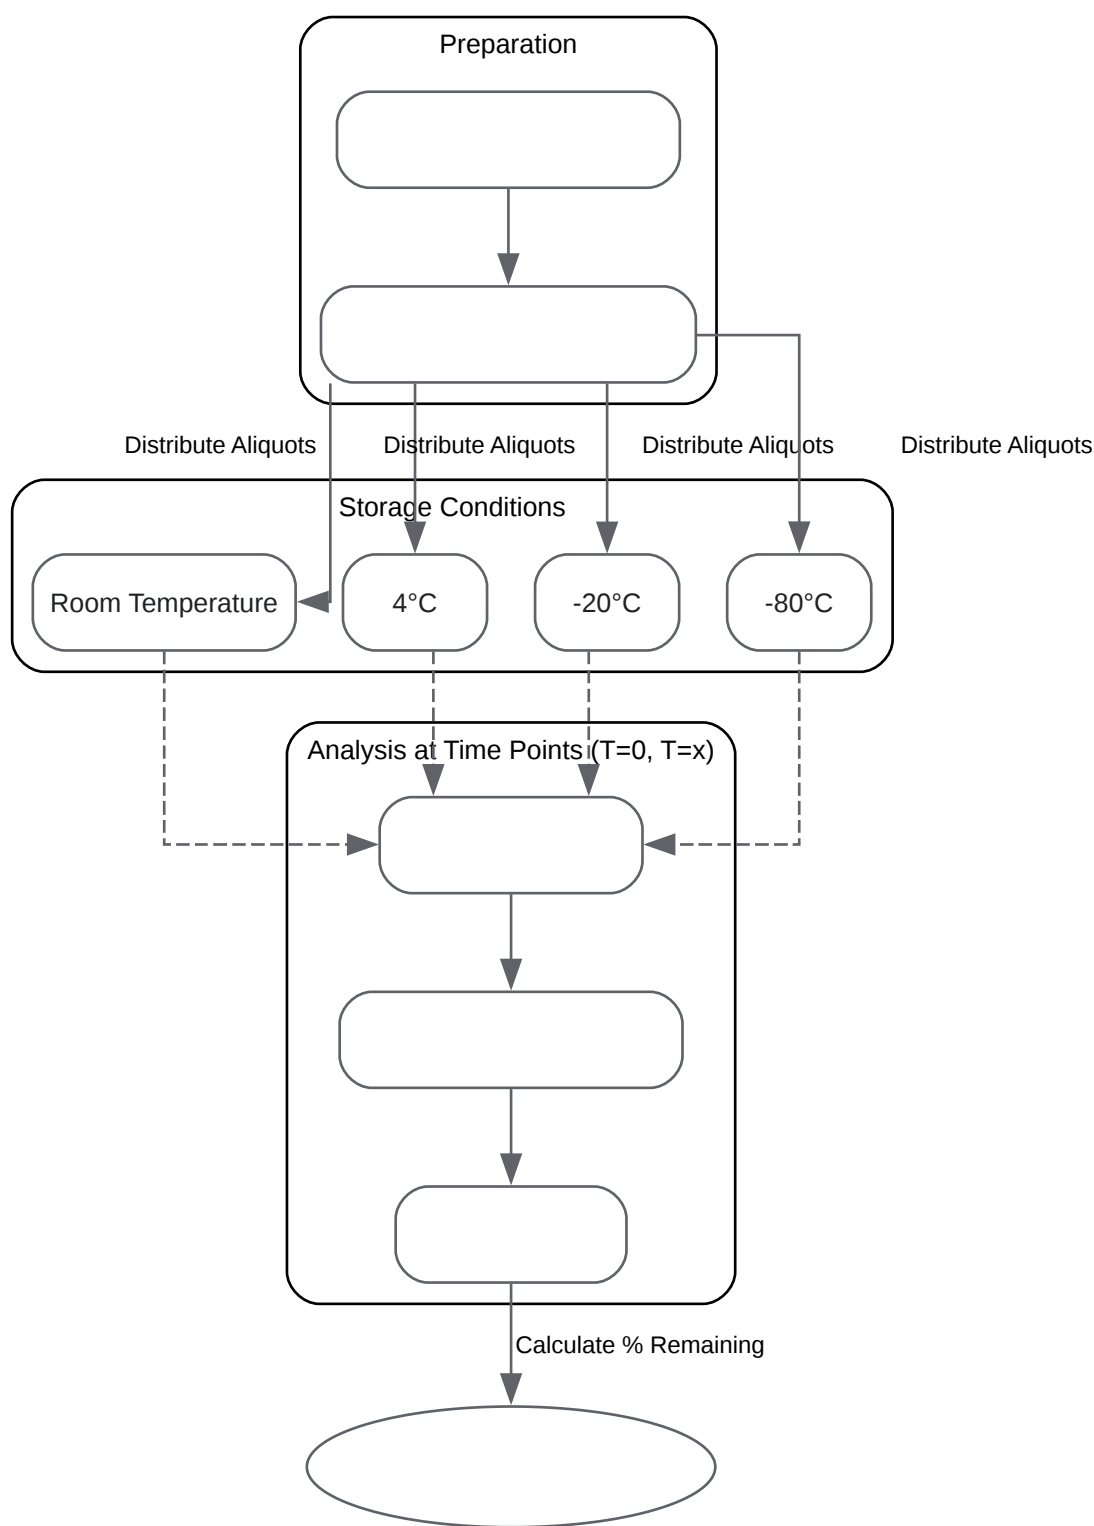 Preparation
Distribute Aliquots
Distribute Aliquots
Distribute Aliquots
Distribute Aliquots
Storage Conditions
Room Temperature
4°C
-20°C
-80°C
Analysis at Time Points (T=0, T=x)
Calculate % Remaining